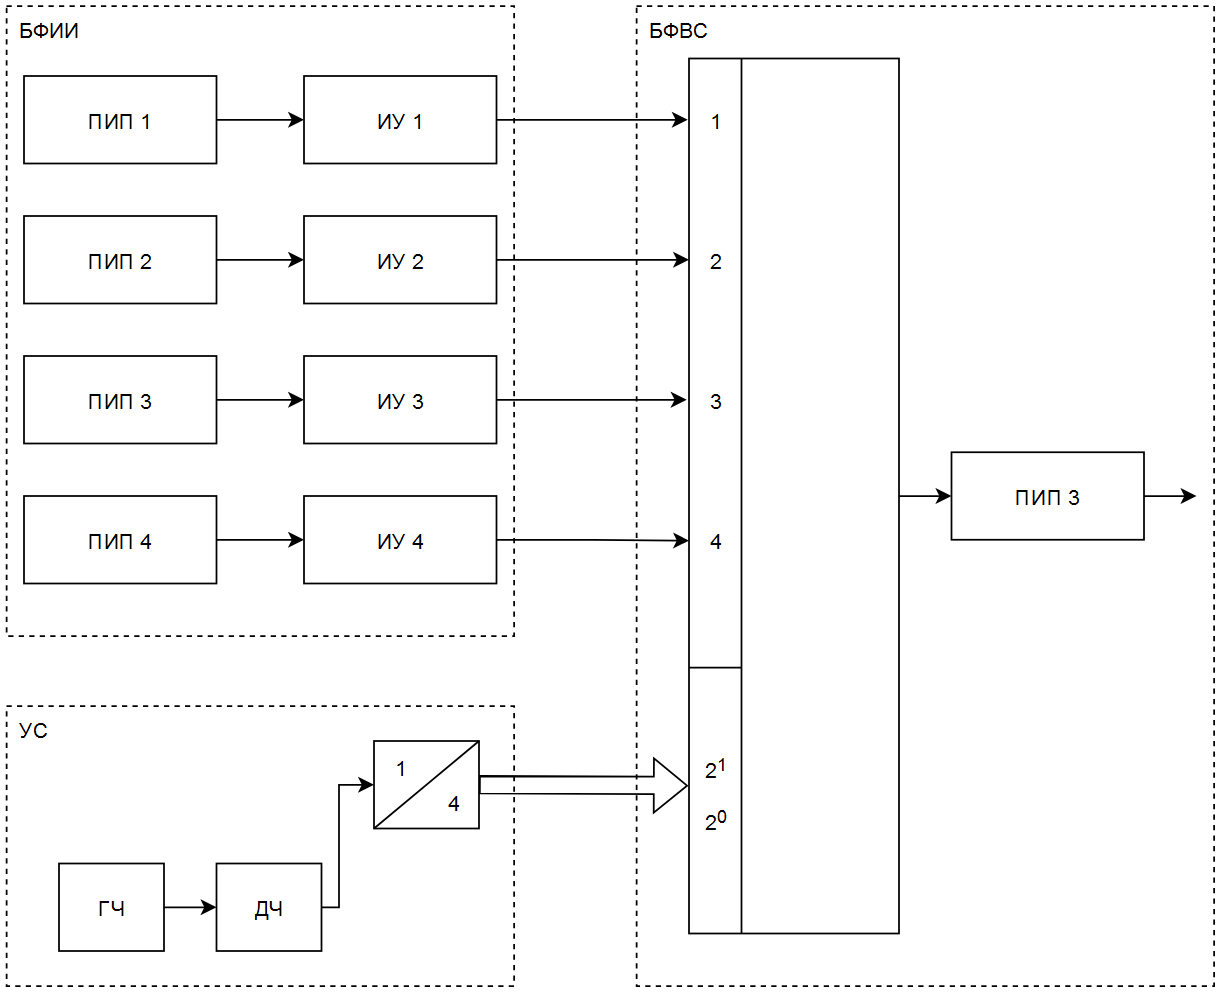 БФИИ
БФВС
ПИП 1
ИУ 1
1
ПИП 2
ИУ 2
2
ПИП 3
ИУ 3
3
ПИП 3
ПИП 4
ИУ 4
4
УС
1
4
2¹
2⁰
ГЧ
ДЧ